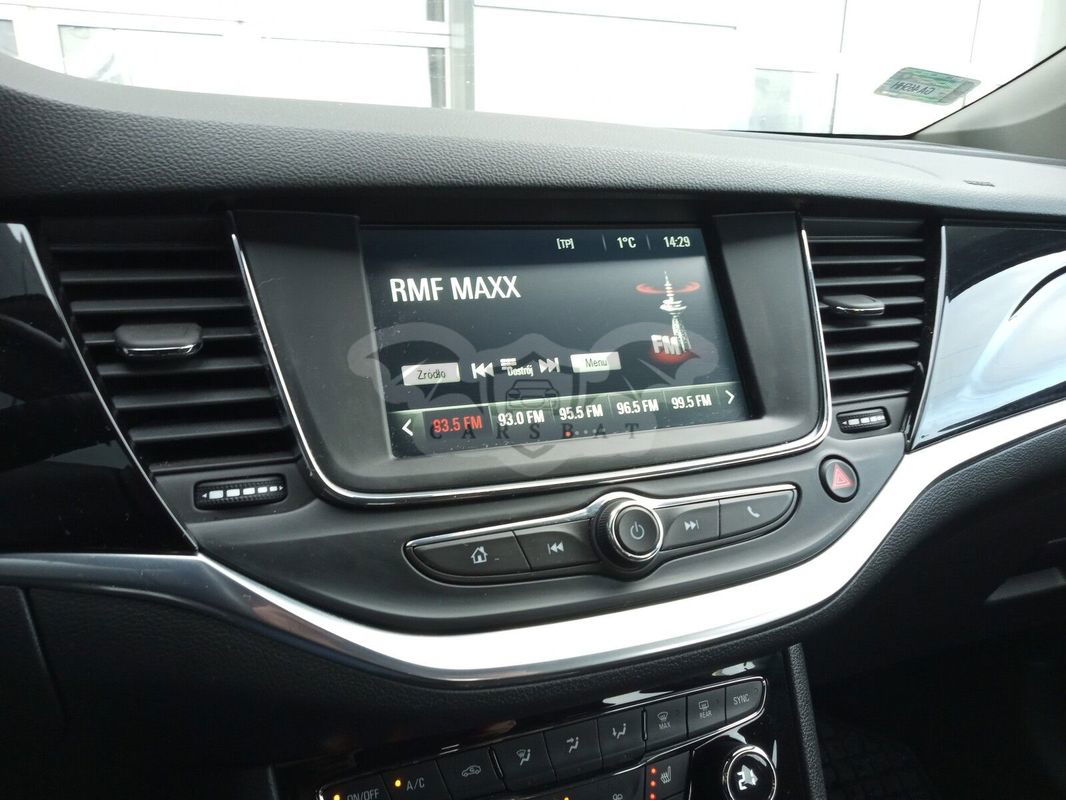 [TP] 1°C 14:29
RMF MAXX
FM
Źródło Dostrój Menu
93.5 FM 93.0 FM 95.5 FM 96.5 FM 99.5 FM
CARSBAT
MAX REAR SYNC
ON/OFF A/C